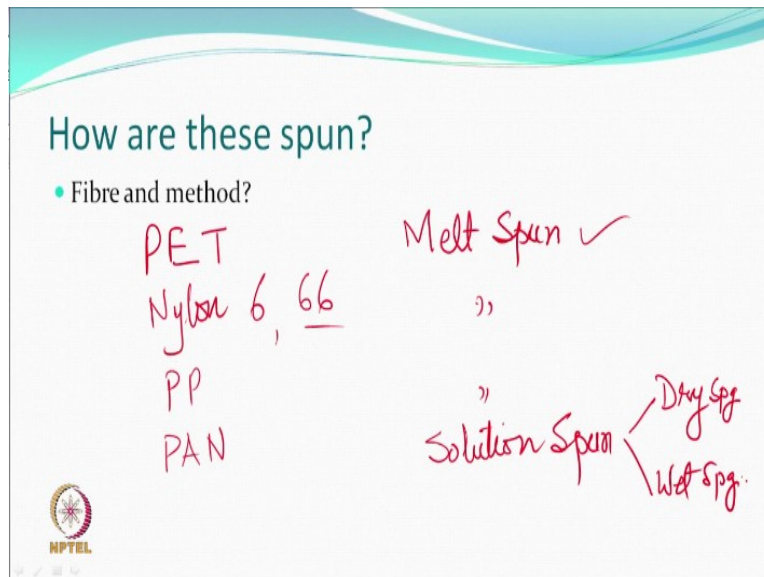 How are these spun?
• Fibre and method?
PET Melt Spun ✓
Nylon 6, 66 "
PP "
PAN Solution Spun
Dry Spg
Wet Spg.
NPTEL